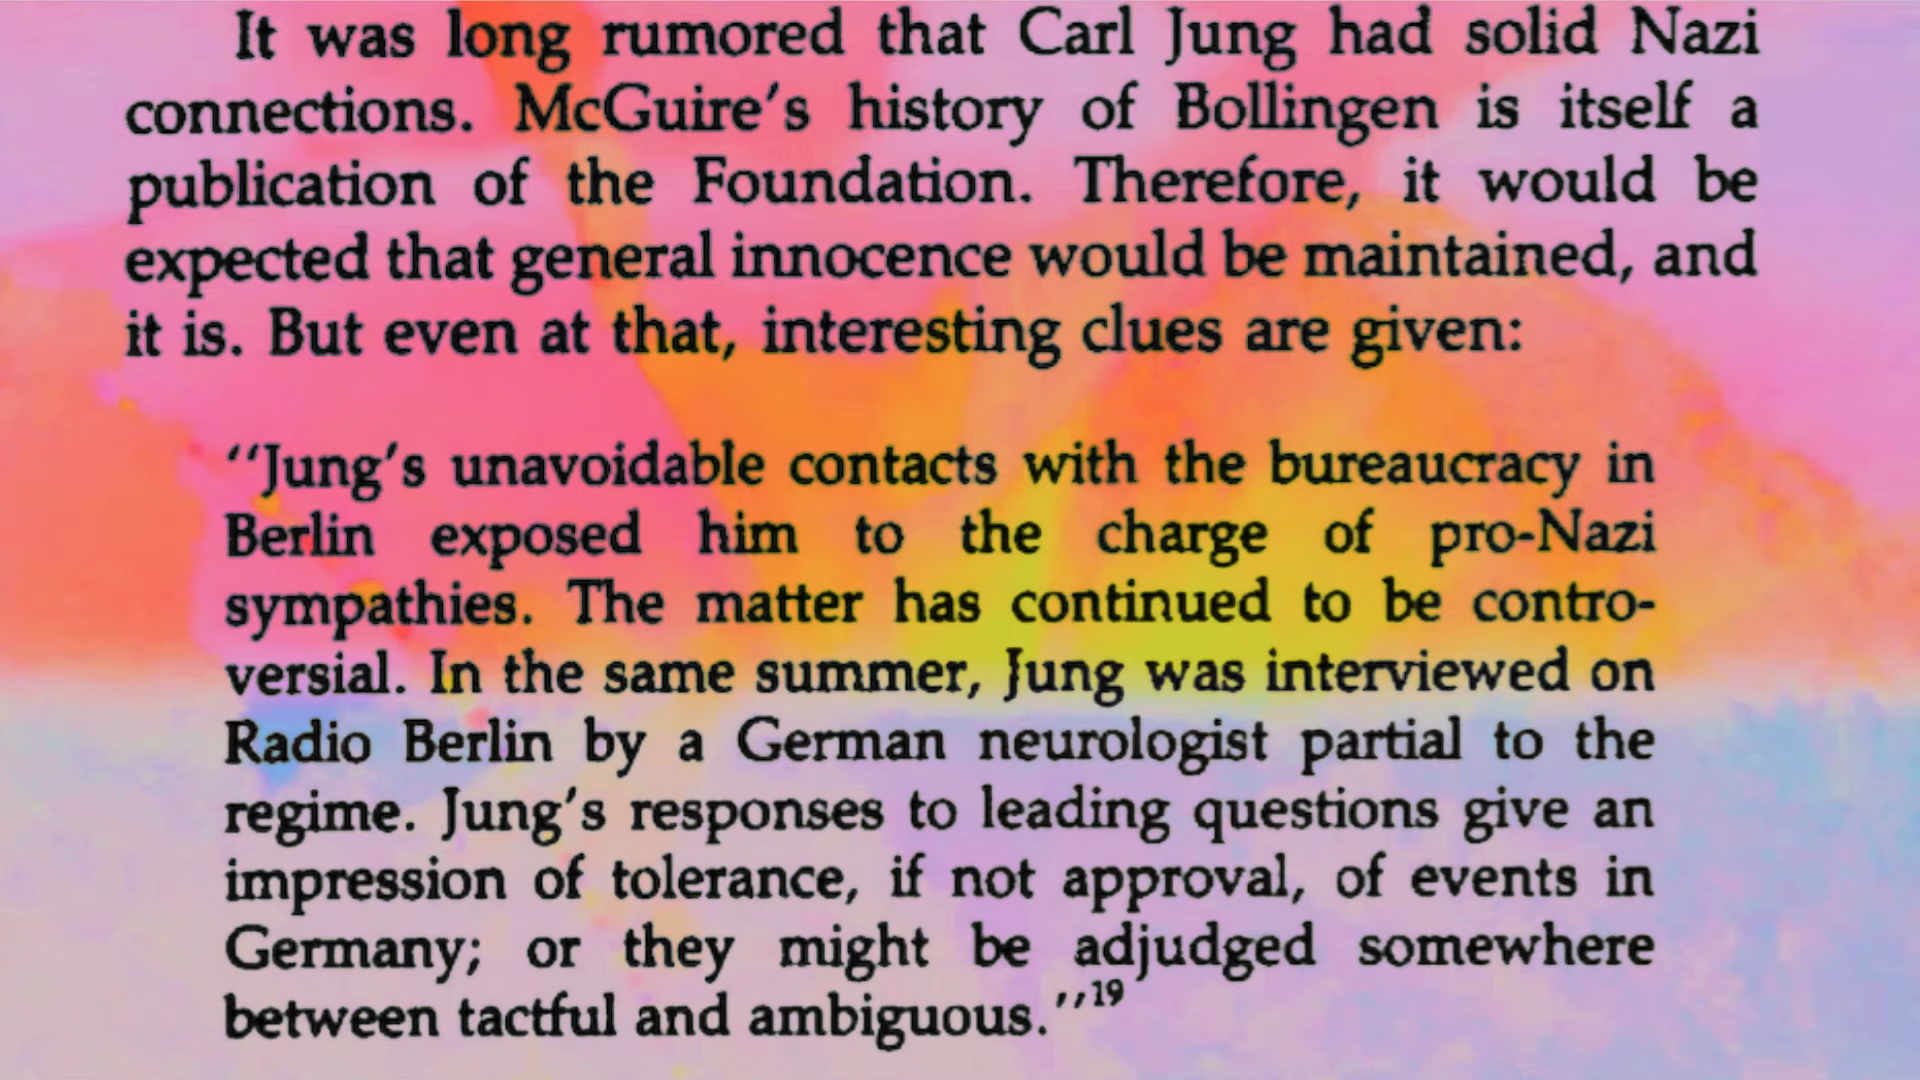 It was long rumored that Carl Jung had solid Nazi
connections. McGuire's history of Bollingen is itself a
publication of the Foundation. Therefore, it would be
expected that general innocence would be maintained, and
it is. But even at that, interesting clues are given:
"Jung's unavoidable contacts with the bureaucracy in
Berlin exposed him to the charge of pro-Nazi
sympathies. The matter has continued to be contro-
versial. In the same summer, Jung was interviewed on
Radio Berlin by a German neurologist partial to the
regime. Jung's responses to leading questions give an
impression of tolerance, if not approval, of events in
Germany; or they might be adjudged somewhere
between tactful and ambiguous."19